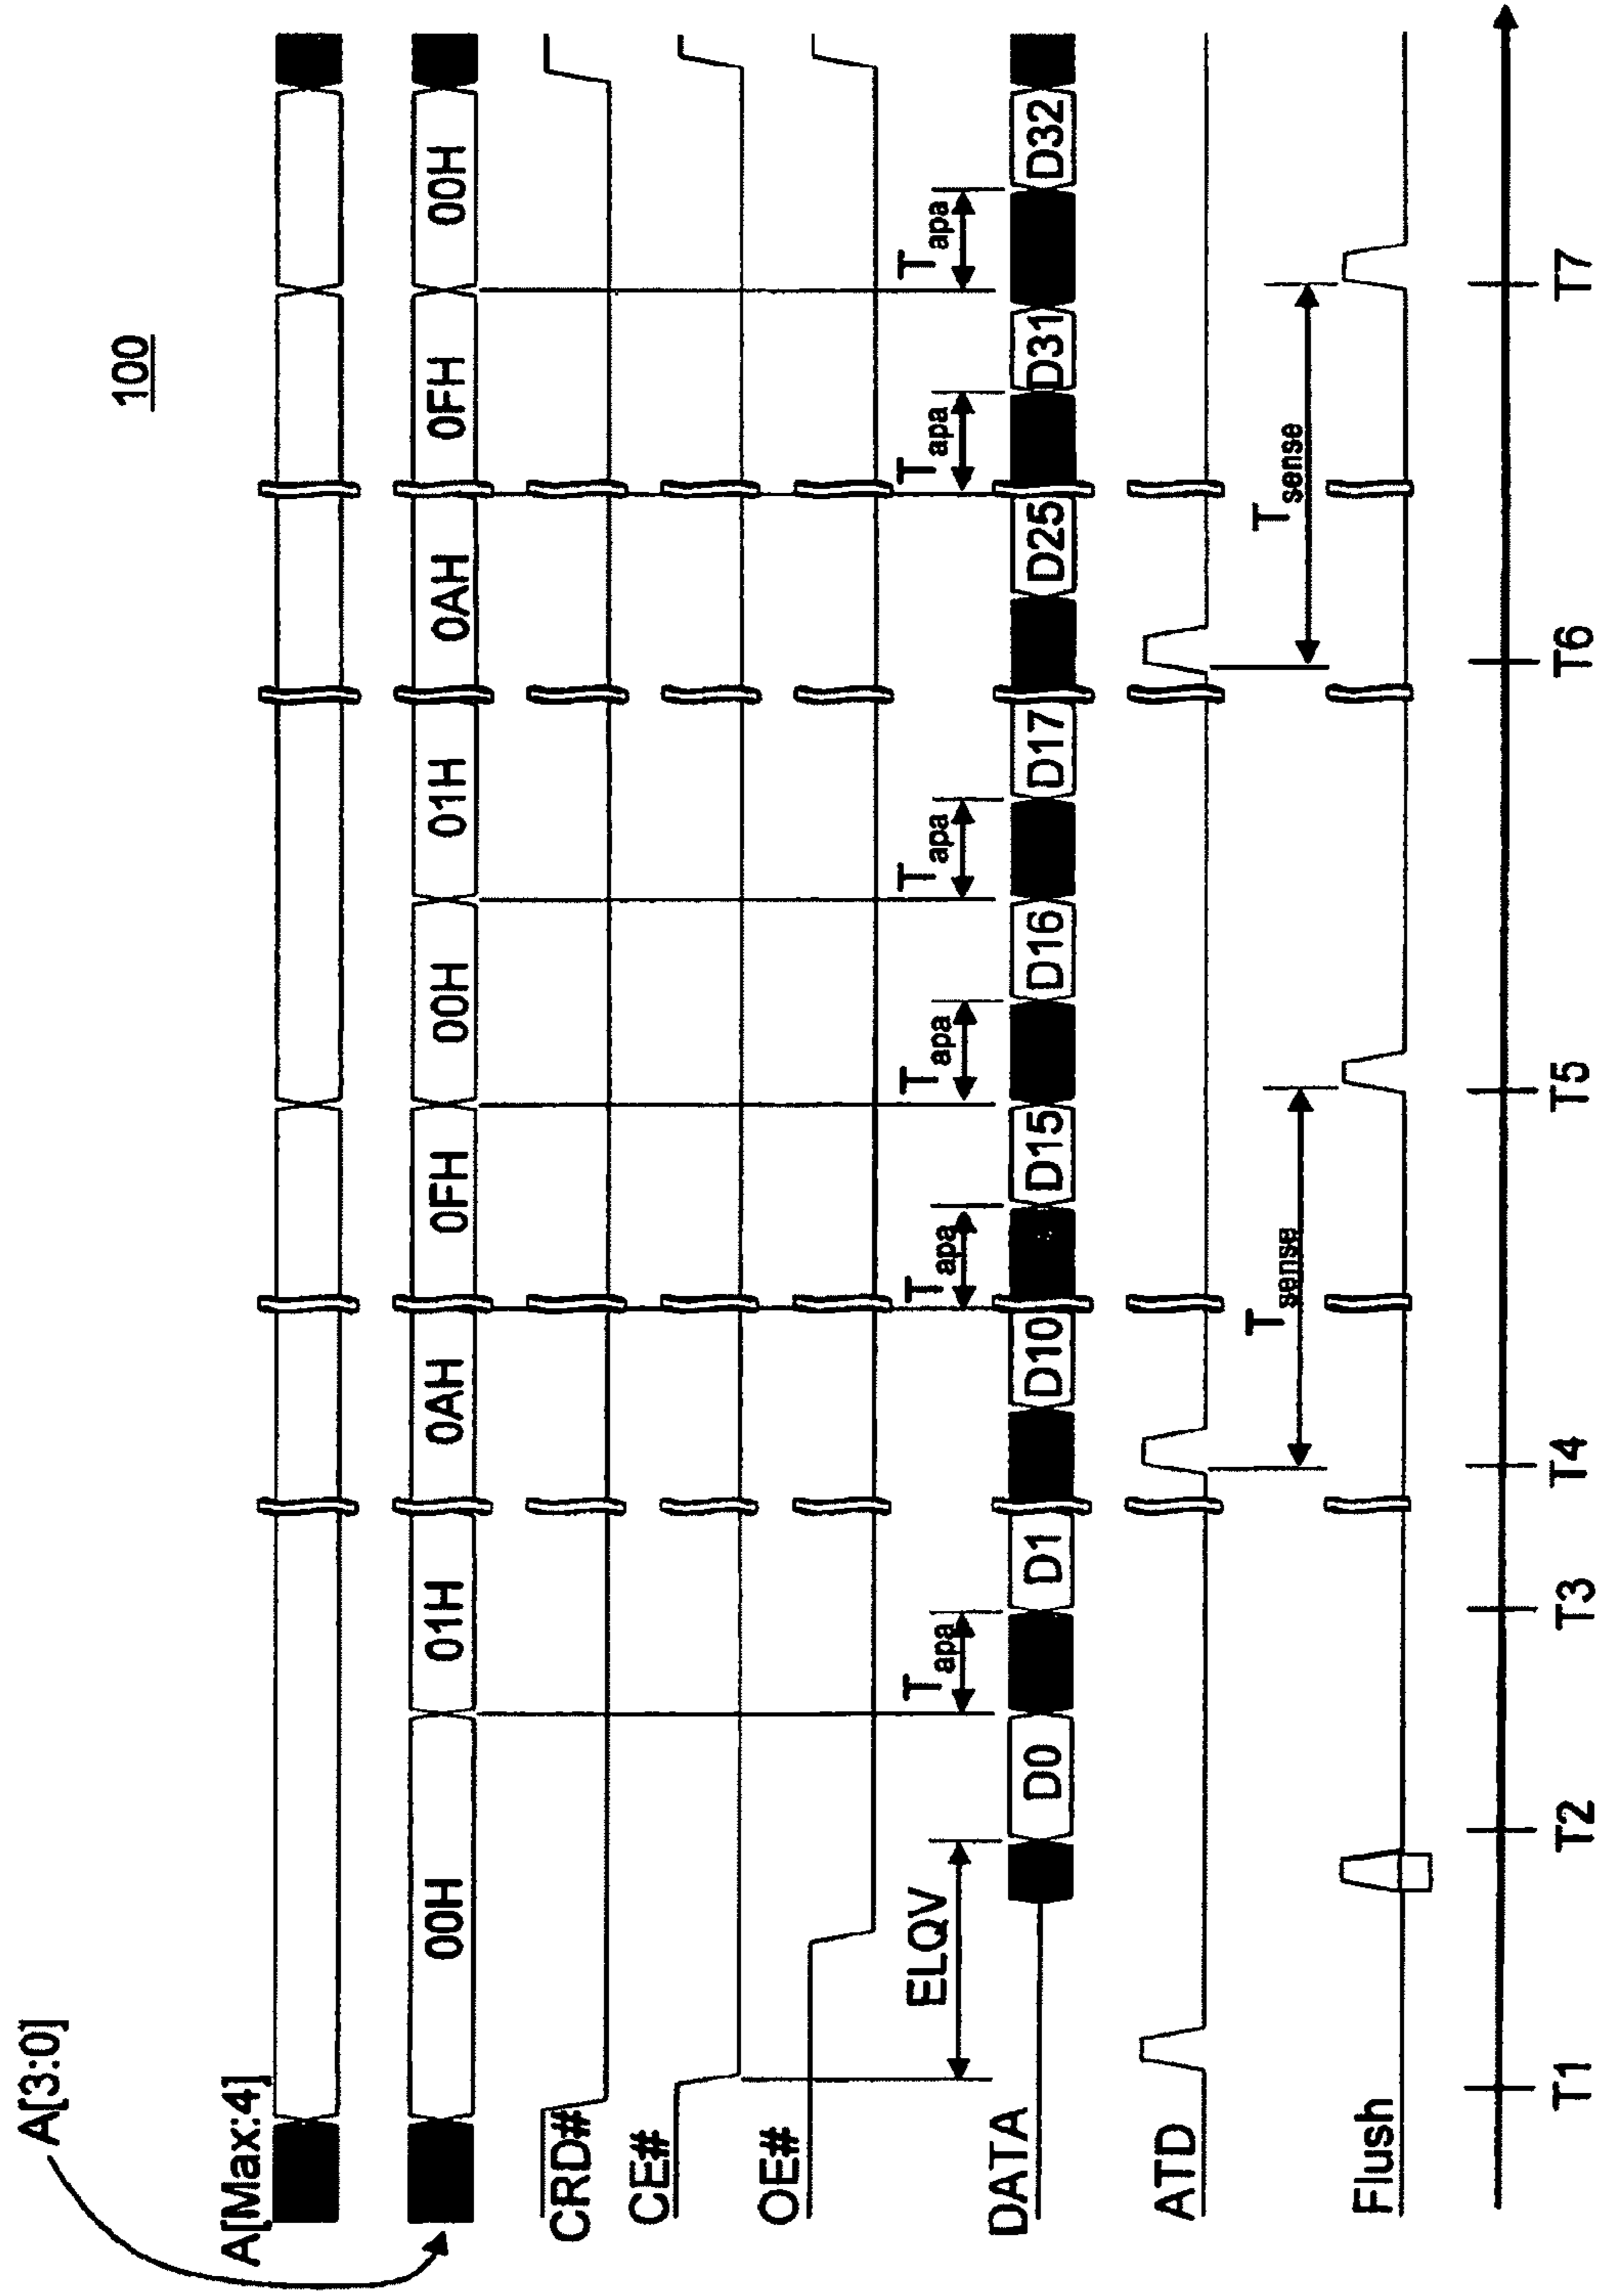 100
A[3:0]
A[Max:4]
00H 01H 0AH 0FH 00H 01H 0AH 0FH 00H
CRD#
CE#
OE#
ELQV Tapa Tapa Tapa Tapa Tapa Tapa
DATA D0 D1 D10 D15 D16 D17 D25 D31 D32
ATD
Tsense Tsense
Flush
T1 T2 T3 T4 T5 T6 T7